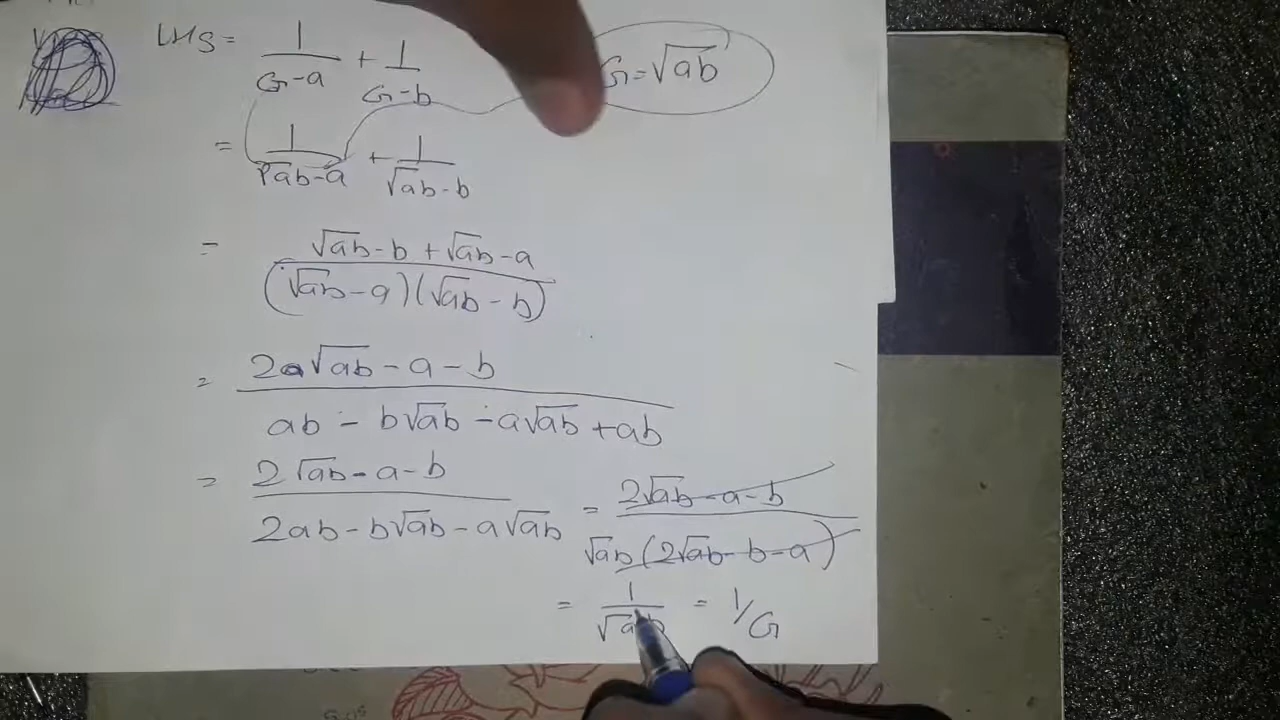 LHS = 1/(G-a) + 1/(G-b)
G = √ab
= 1/(√ab-a) + 1/(√ab-b)
= (√ab-b + √ab-a)/((√ab-a)(√ab-b))
= (2√ab - a - b)/(ab - b√ab - a√ab + ab)
= (2√ab - a - b)/(2ab - b√ab - a√ab) = (2√ab - a - b)/(√ab(2√ab - b - a))
= 1/√ab = 1/G